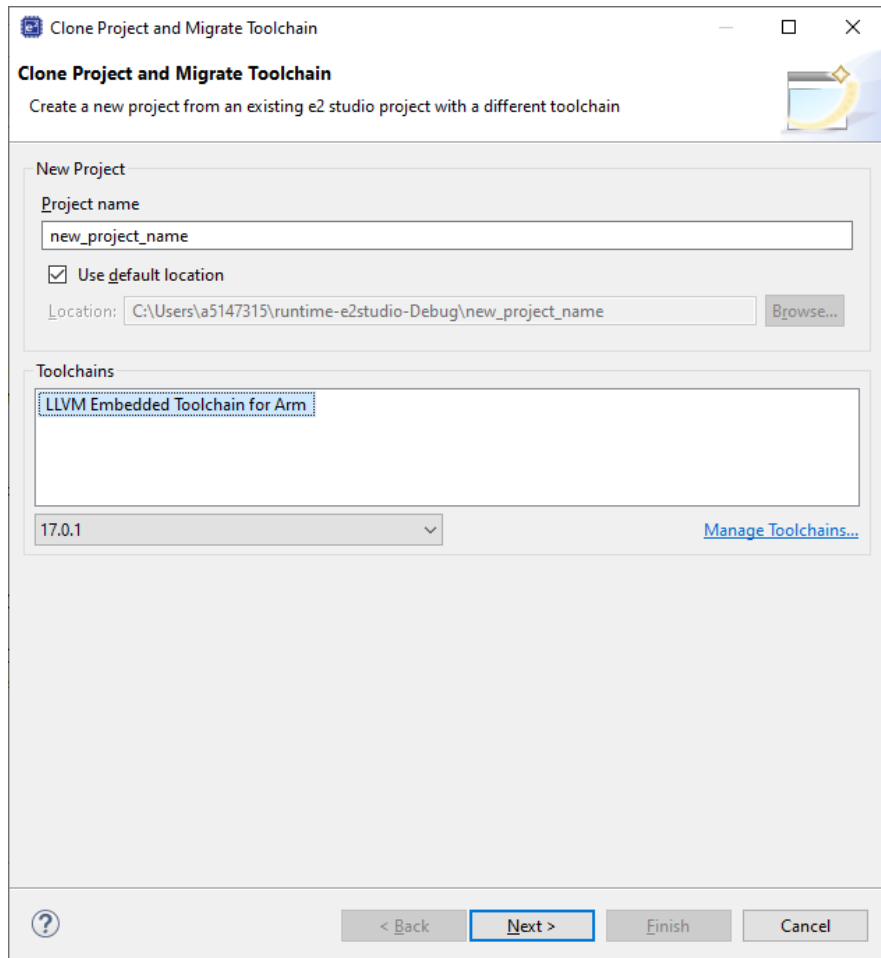 Clone Project and Migrate Toolchain
Clone Project and Migrate Toolchain
Create a new project from an existing e2 studio project with a different toolchain
New Project
Project name
new_project_name
Use default location
Location: C:\Users\a5147315\runtime-e2studio-Debug\new_project_name Browse...
Toolchains
LLVM Embedded Toolchain for Arm
17.0.1 Manage Toolchains...
? < Back Next > Finish Cancel